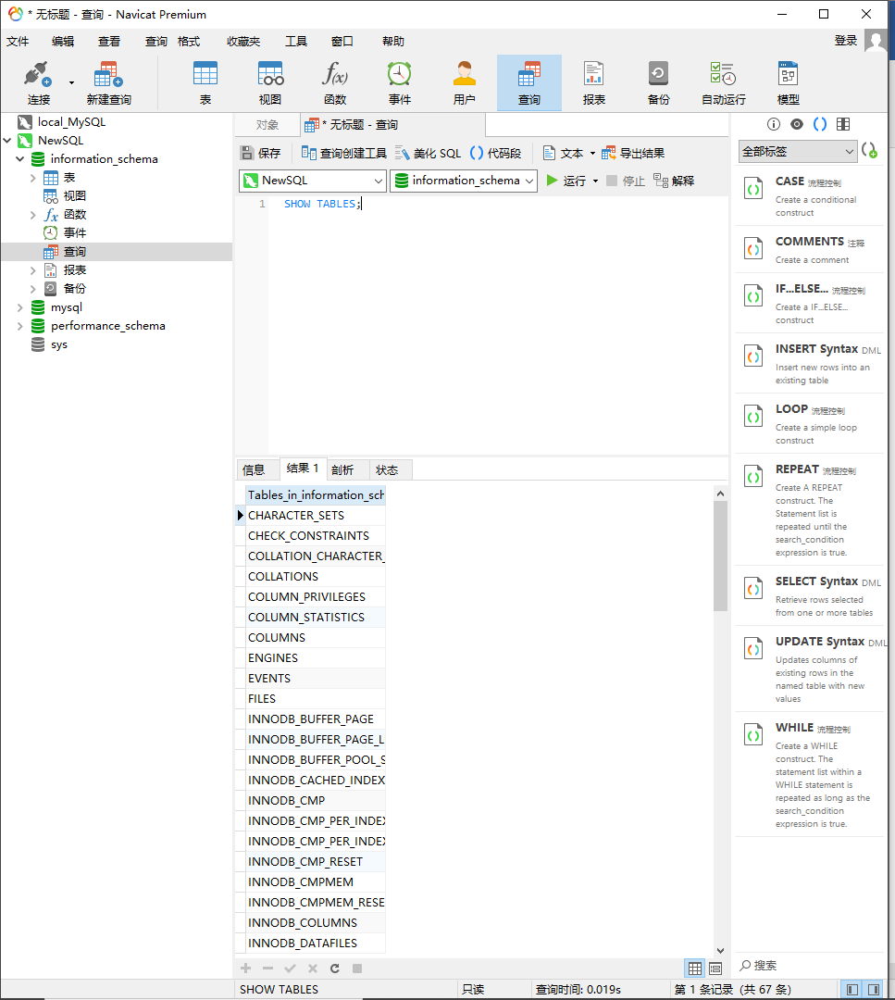 * 无标题 - 查询 - Navicat Premium
文件 编辑 查看 查询 格式 收藏夹 工具 窗口 帮助 登录
连接 新建查询 表 视图 函数 事件 用户 查询 报表 备份 自动运行 模型
local_MySQL
NewSQL
information_schema
表
视图
函数
事件
查询
报表
备份
mysql
performance_schema
sys
对象 * 无标题 - 查询
保存 查询创建工具 美化 SQL () 代码段 文本 导出结果
NewSQL information_schema 运行 停止 解释
1 SHOW TABLES;
信息 结果 1 剖析 状态
Tables_in_information_sch
CHARACTER_SETS
CHECK_CONSTRAINTS
COLLATION_CHARACTER_
COLLATIONS
COLUMN_PRIVILEGES
COLUMN_STATISTICS
COLUMNS
ENGINES
EVENTS
FILES
INNODB_BUFFER_PAGE
INNODB_BUFFER_PAGE_L
INNODB_BUFFER_POOL_S
INNODB_CACHED_INDEX
INNODB_CMP
INNODB_CMP_PER_INDEX
INNODB_CMP_PER_INDEX
INNODB_CMP_RESET
INNODB_CMPMEM
INNODB_CMPMEM_RESE
INNODB_COLUMNS
INNODB_DATAFILES
全部标签
CASE 流程控制
Create a conditional
construct
COMMENTS 注释
Create a comment
IF...ELSE... 流程控制
Create a IF...ELSE...
construct
INSERT Syntax DML
Insert new rows into an
existing table
LOOP 流程控制
Create a simple loop
construct
REPEAT 流程控制
Create A REPEAT
construct. The
Statement list is
repeated until the
search_condition
expression is true.
SELECT Syntax DML
Retrieve rows selected
from one or more tables
UPDATE Syntax DML
Updates columns of
existing rows in the
named table with new
values
WHILE 流程控制
Create a WHILE
construct. The
statement list within a
WHILE statement is
repeated as long as the
search_condition
expression is true.
搜索
SHOW TABLES 只读 查询时间: 0.019s 第 1 条记录 (共 67 条)